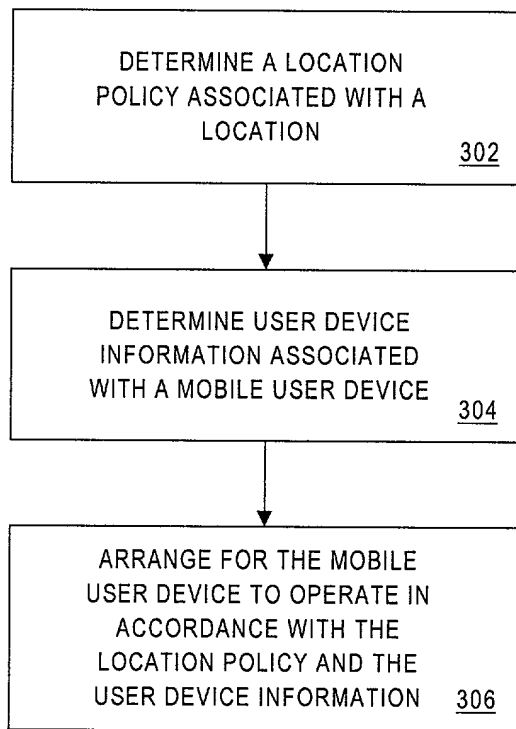 DETERMINE A LOCATION
POLICY ASSOCIATED WITH A
LOCATION
302
DETERMINE USER DEVICE
INFORMATION ASSOCIATED
WITH A MOBILE USER DEVICE
304
ARRANGE FOR THE MOBILE
USER DEVICE TO OPERATE IN
ACCORDANCE WITH THE
LOCATION POLICY AND THE
USER DEVICE INFORMATION
306